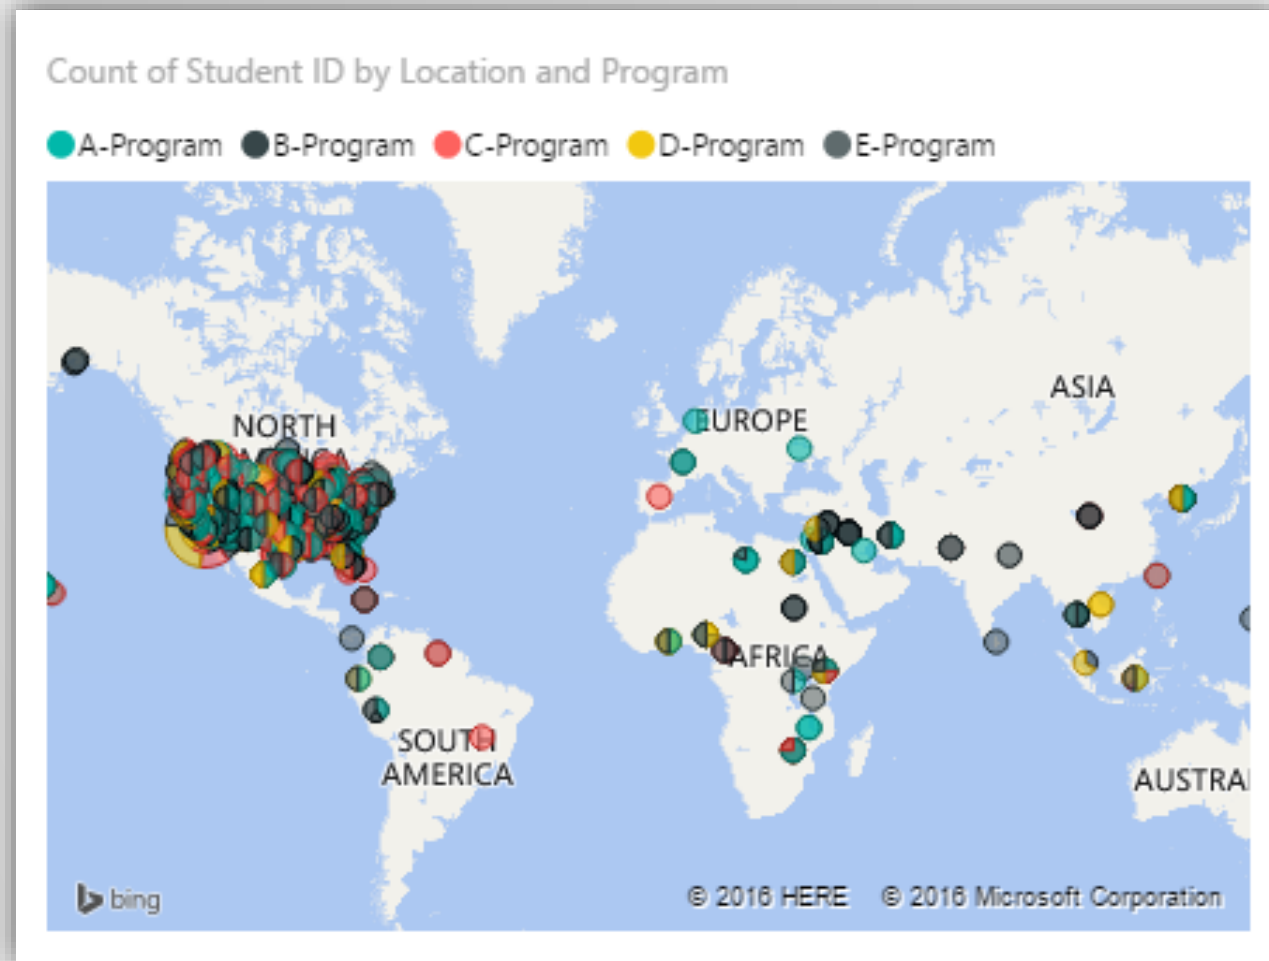 Count of Student ID by Location and Program
A-Program B-Program C-Program D-Program E-Program
NORTH
AMERICA
EUROPE
ASIA
AFRICA
SOUTH
AMERICA
AUSTRA
bing
© 2016 HERE © 2016 Microsoft Corporation